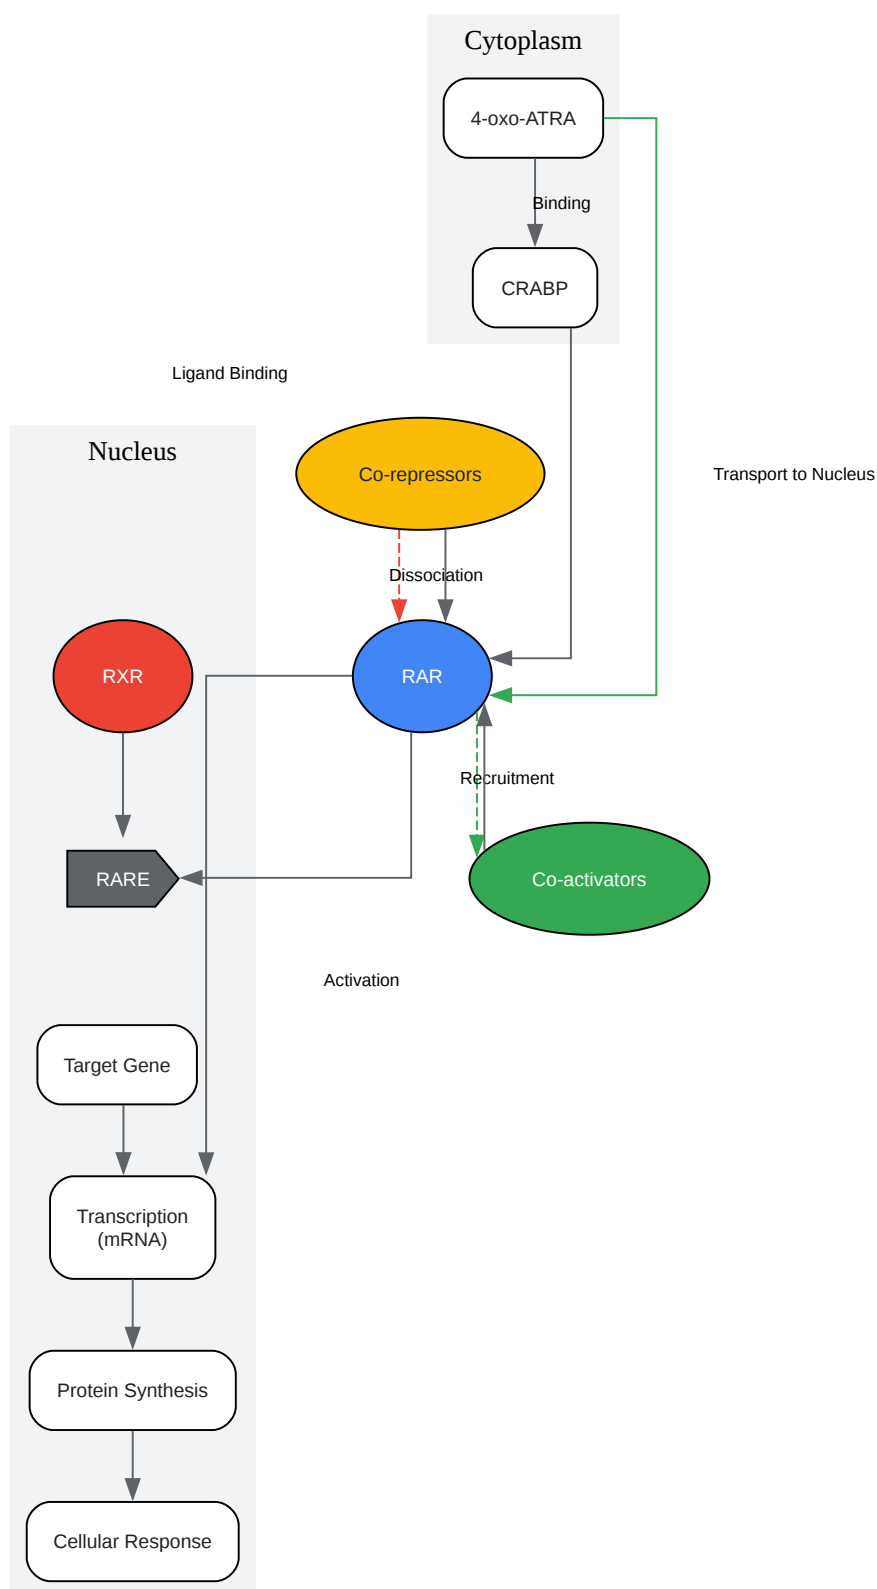 Cytoplasm
4-oxo-ATRA
Binding
CRABP
Ligand Binding
Nucleus
Co-repressors
Transport to Nucleus
Dissociation
RXR
RAR
Recruitment
RARE
Co-activators
Activation
Target Gene
Transcription
(mRNA)
Protein Synthesis
Cellular Response